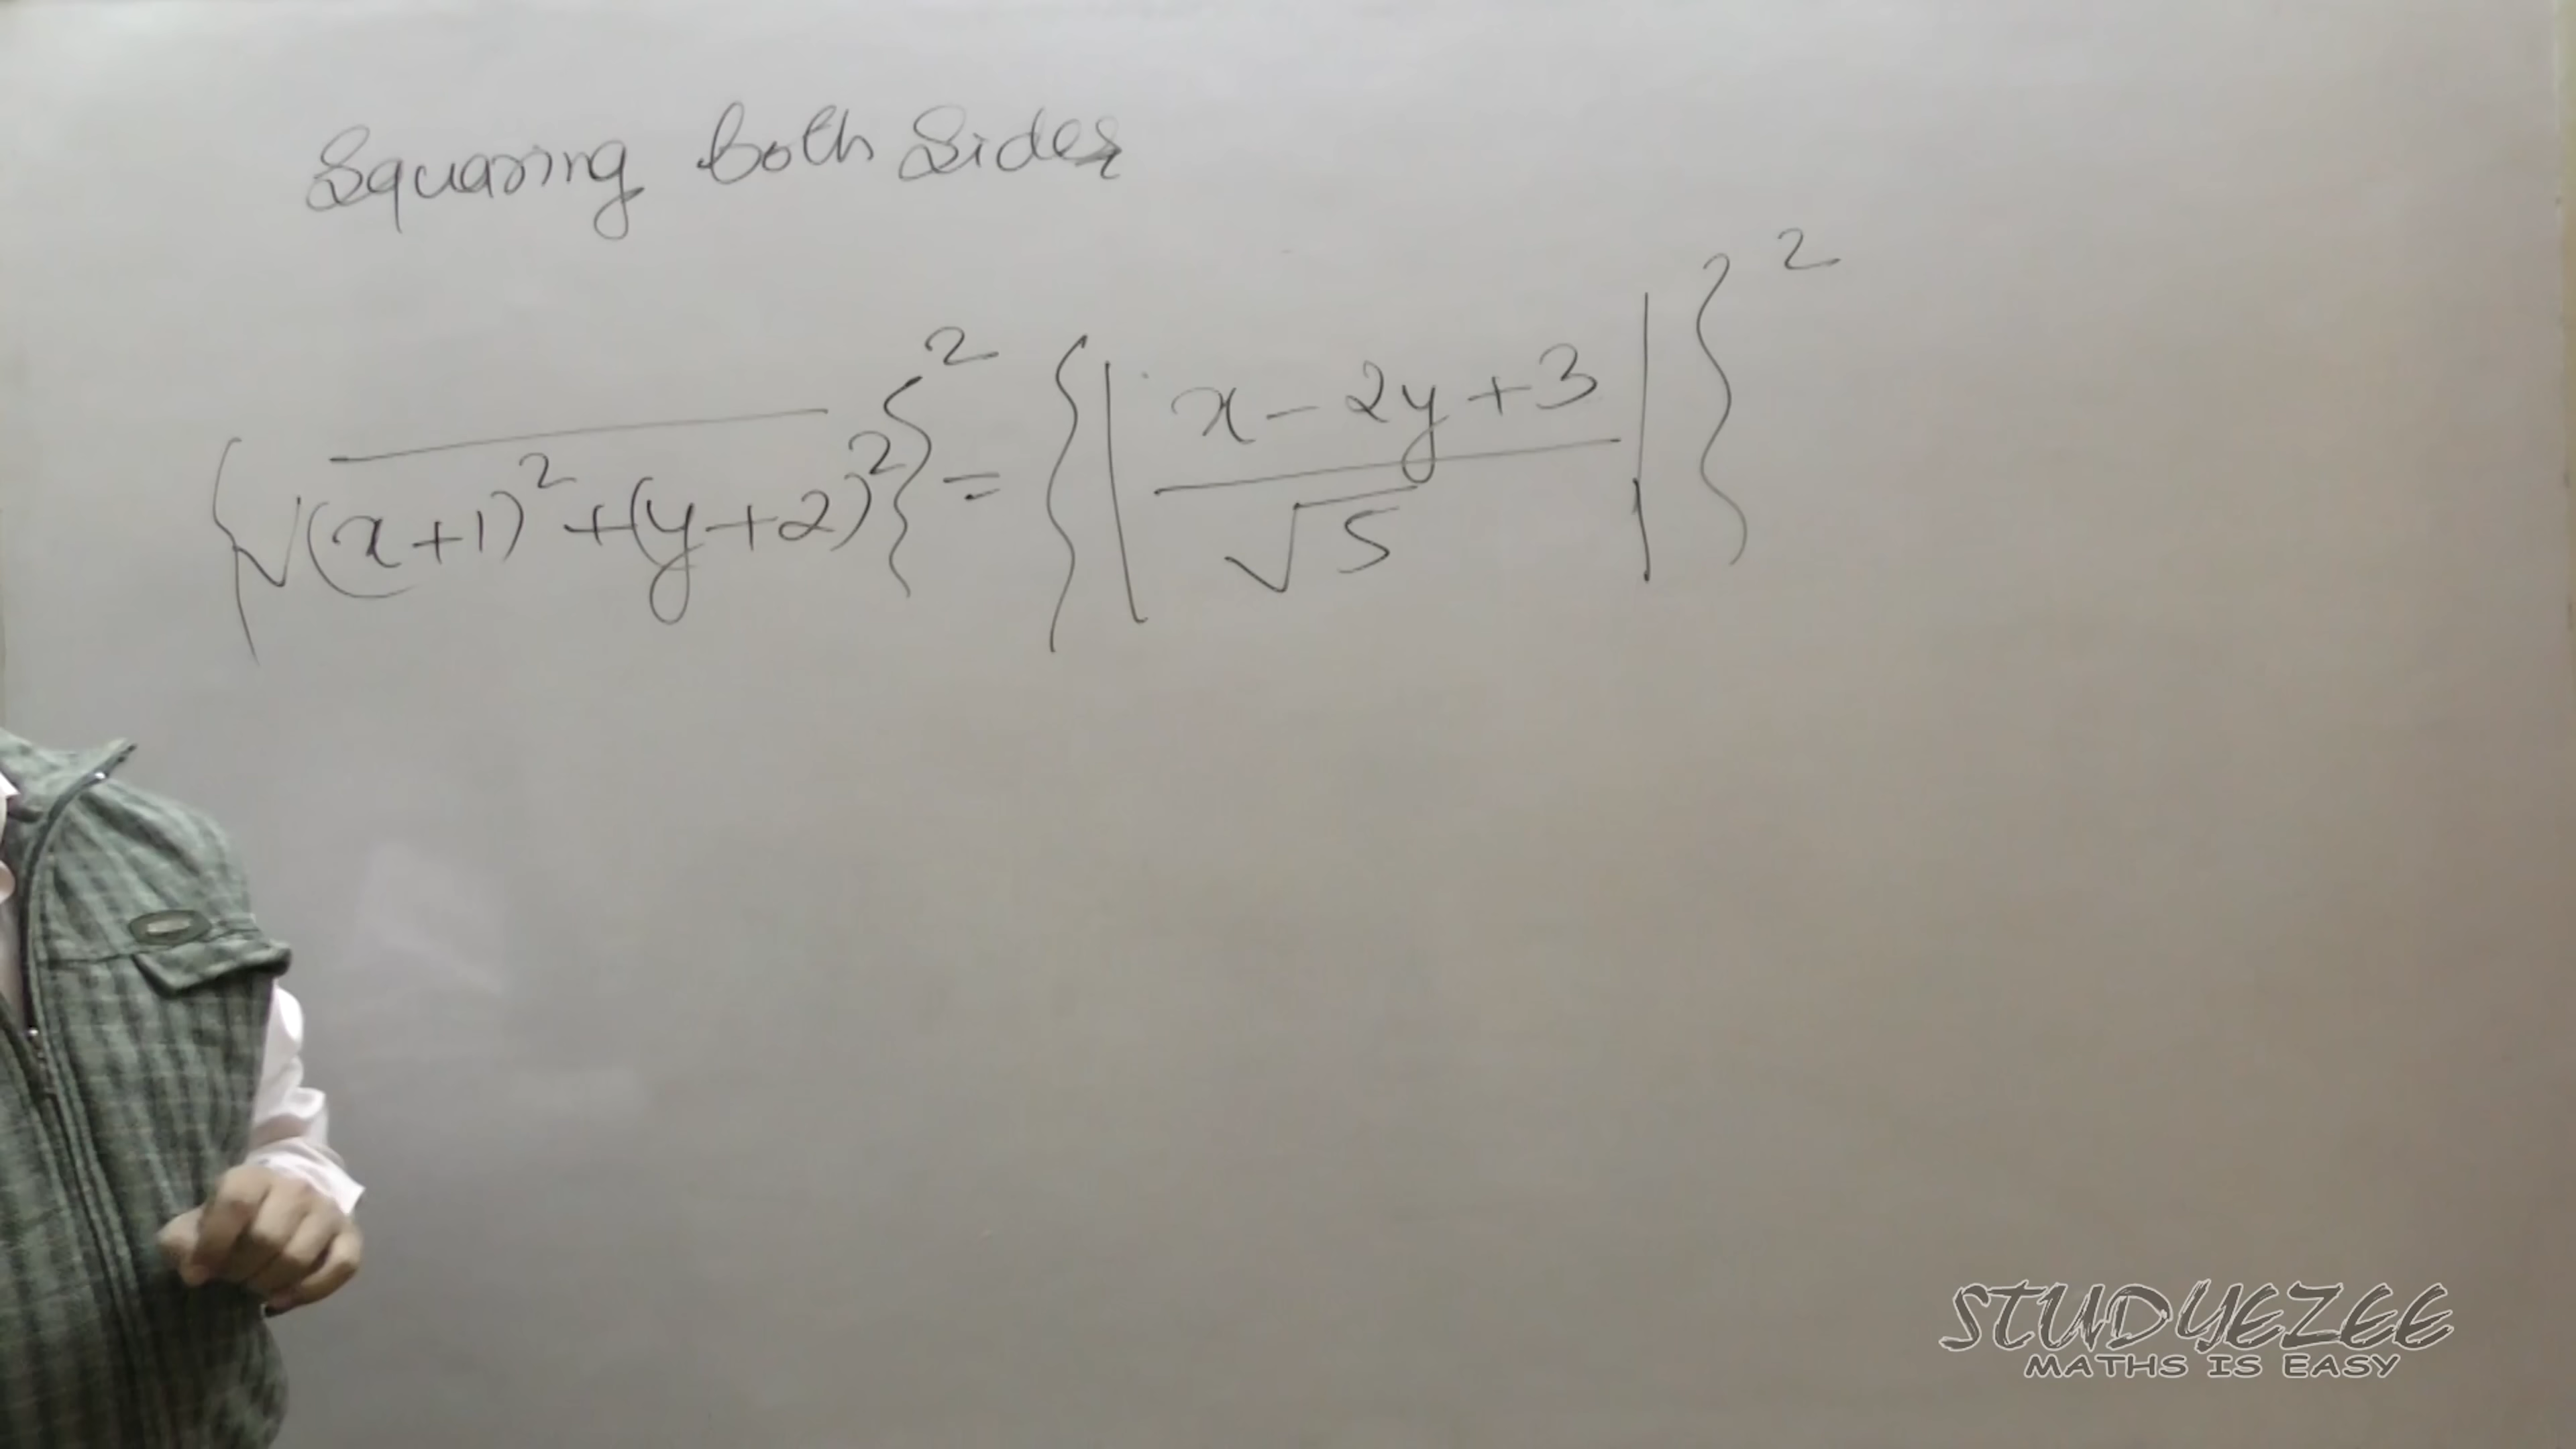 Squaring both sides
{√(x+1)²+(y+2)²}² = {|x-2y+3/√5|}²
STUDYEZEE
MATHS IS EASY